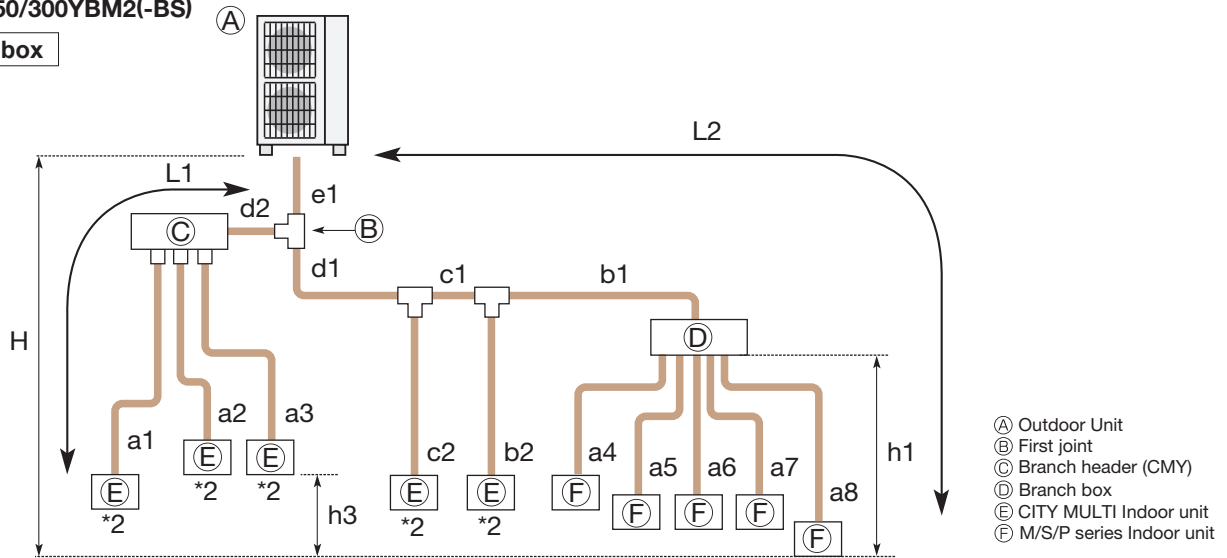 50/300YBM2(-BS)
box
Ⓐ
L2
L1
e1
d2
Ⓑ
Ⓒ
d1
c1
b1
H
Ⓓ
a1
a2
a3
c2
b2
a4
a5
a6
a7
a8
h1
Ⓔ
*2
Ⓔ
*2
Ⓔ
*2
h3
Ⓔ
*2
Ⓔ
*2
Ⓕ
Ⓕ
Ⓕ
Ⓕ
Ⓕ
Ⓐ Outdoor Unit
Ⓑ First joint
Ⓒ Branch header (CMY)
Ⓓ Branch box
Ⓔ CITY MULTI Indoor unit
Ⓕ M/S/P series Indoor unit